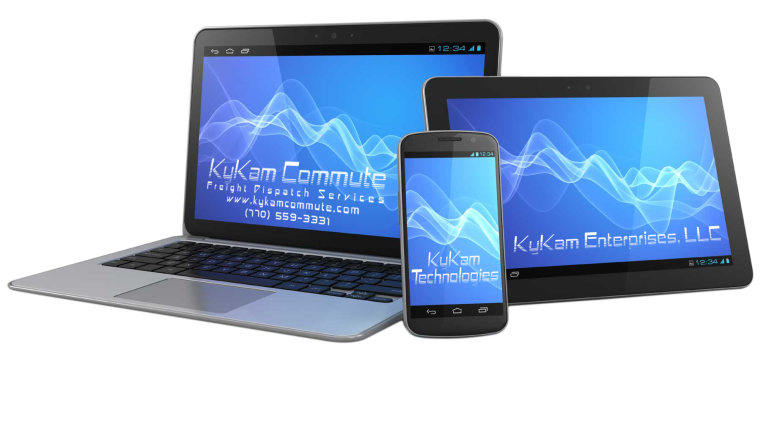 12:34
KyKam Commute
Freight Dispatch Services
www.kykamcommute.com
(770) 559-3331
12:34
KyKam
Technologies
KyKam Enterprises, LLC
12:34